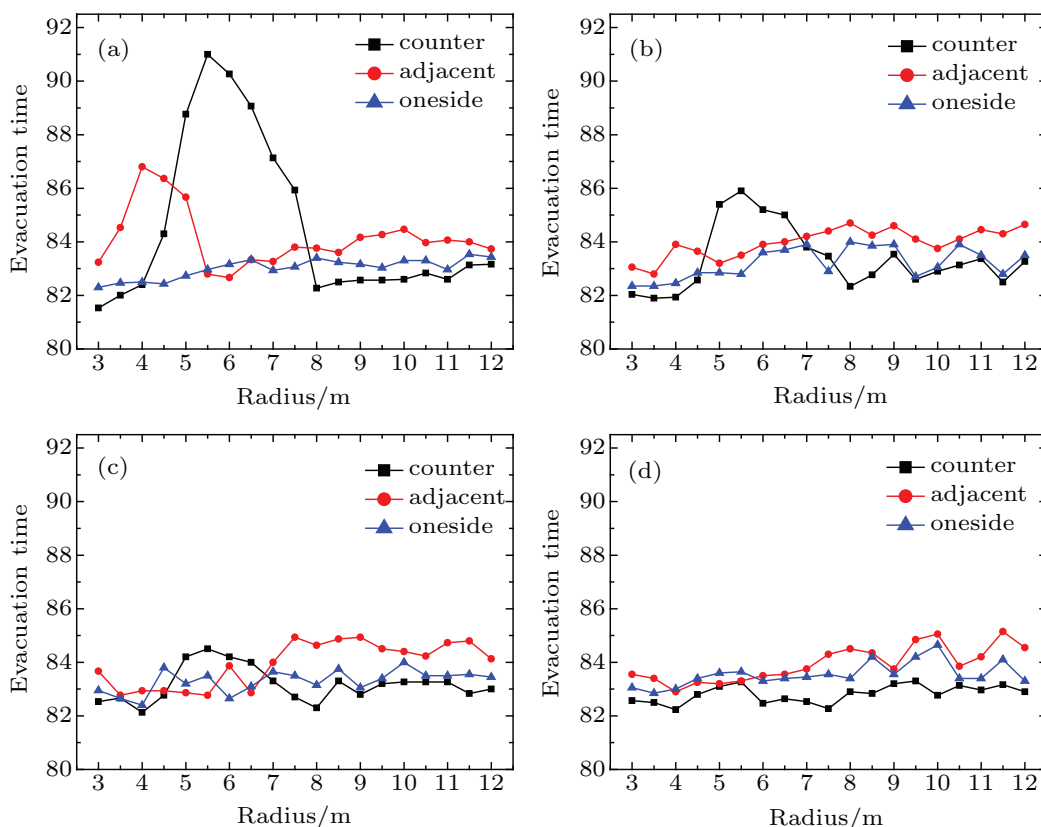 (a)
counter
adjacent
oneside
Evacuation time
92
90
88
86
84
82
80
3 4 5 6 7 8 9 10 11 12
Radius/m
(b)
counter
adjacent
oneside
Evacuation time
92
90
88
86
84
82
80
3 4 5 6 7 8 9 10 11 12
Radius/m
(c)
counter
adjacent
oneside
Evacuation time
92
90
88
86
84
82
80
3 4 5 6 7 8 9 10 11 12
Radius/m
(d)
counter
adjacent
oneside
Evacuation time
92
90
88
86
84
82
80
3 4 5 6 7 8 9 10 11 12
Radius/m